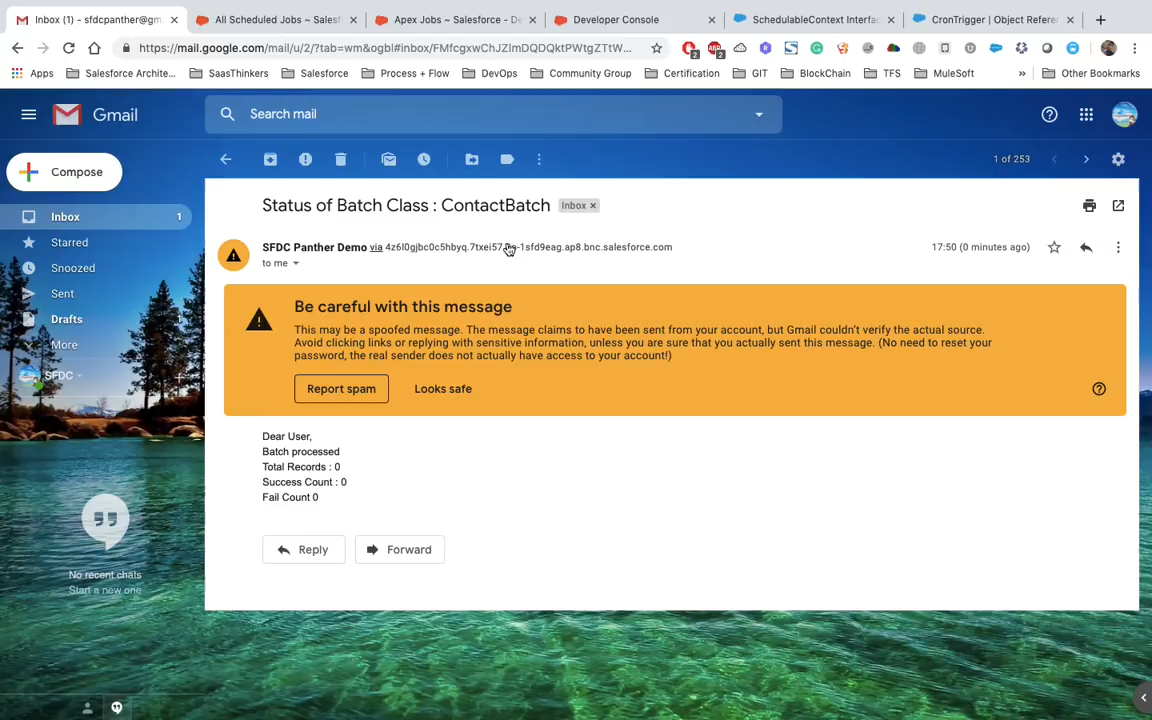 Inbox (1) - sfdcpanther@gm
All Scheduled Jobs ~ Salesf
Apex Jobs ~ Salesforce - De
Developer Console
SchedulableContext Interfac
CronTrigger | Object Referen
https://mail.google.com/mail/u/2/?tab=wm&ogbl#inbox/FMfcgxwChJZlmDQDQktPWtgZTtW...
Apps
Salesforce Archite...
SaasThinkers
Salesforce
Process + Flow
DevOps
Community Group
Certification
GIT
BlockChain
TFS
MuleSoft
»
Other Bookmarks
Gmail
Search mail
Compose
1 of 253
Inbox
1
Starred
Snoozed
Sent
Drafts
More
SFDC
No recent chats
Start a new one
Status of Batch Class : ContactBatch
Inbox
SFDC Panther Demo via
17:50 (0 minutes ago)
to me
Be careful with this message
This may be a spoofed message. The message claims to have been sent from your account, but Gmail couldn't verify the actual source.
Avoid clicking links or replying with sensitive information, unless you are sure that you actually sent this message. (No need to reset your
password, the real sender does not actually have access to your account!)
Report spam
Looks safe
Dear User,
Batch processed
Total Records : 0
Success Count : 0
Fail Count 0
Reply
Forward